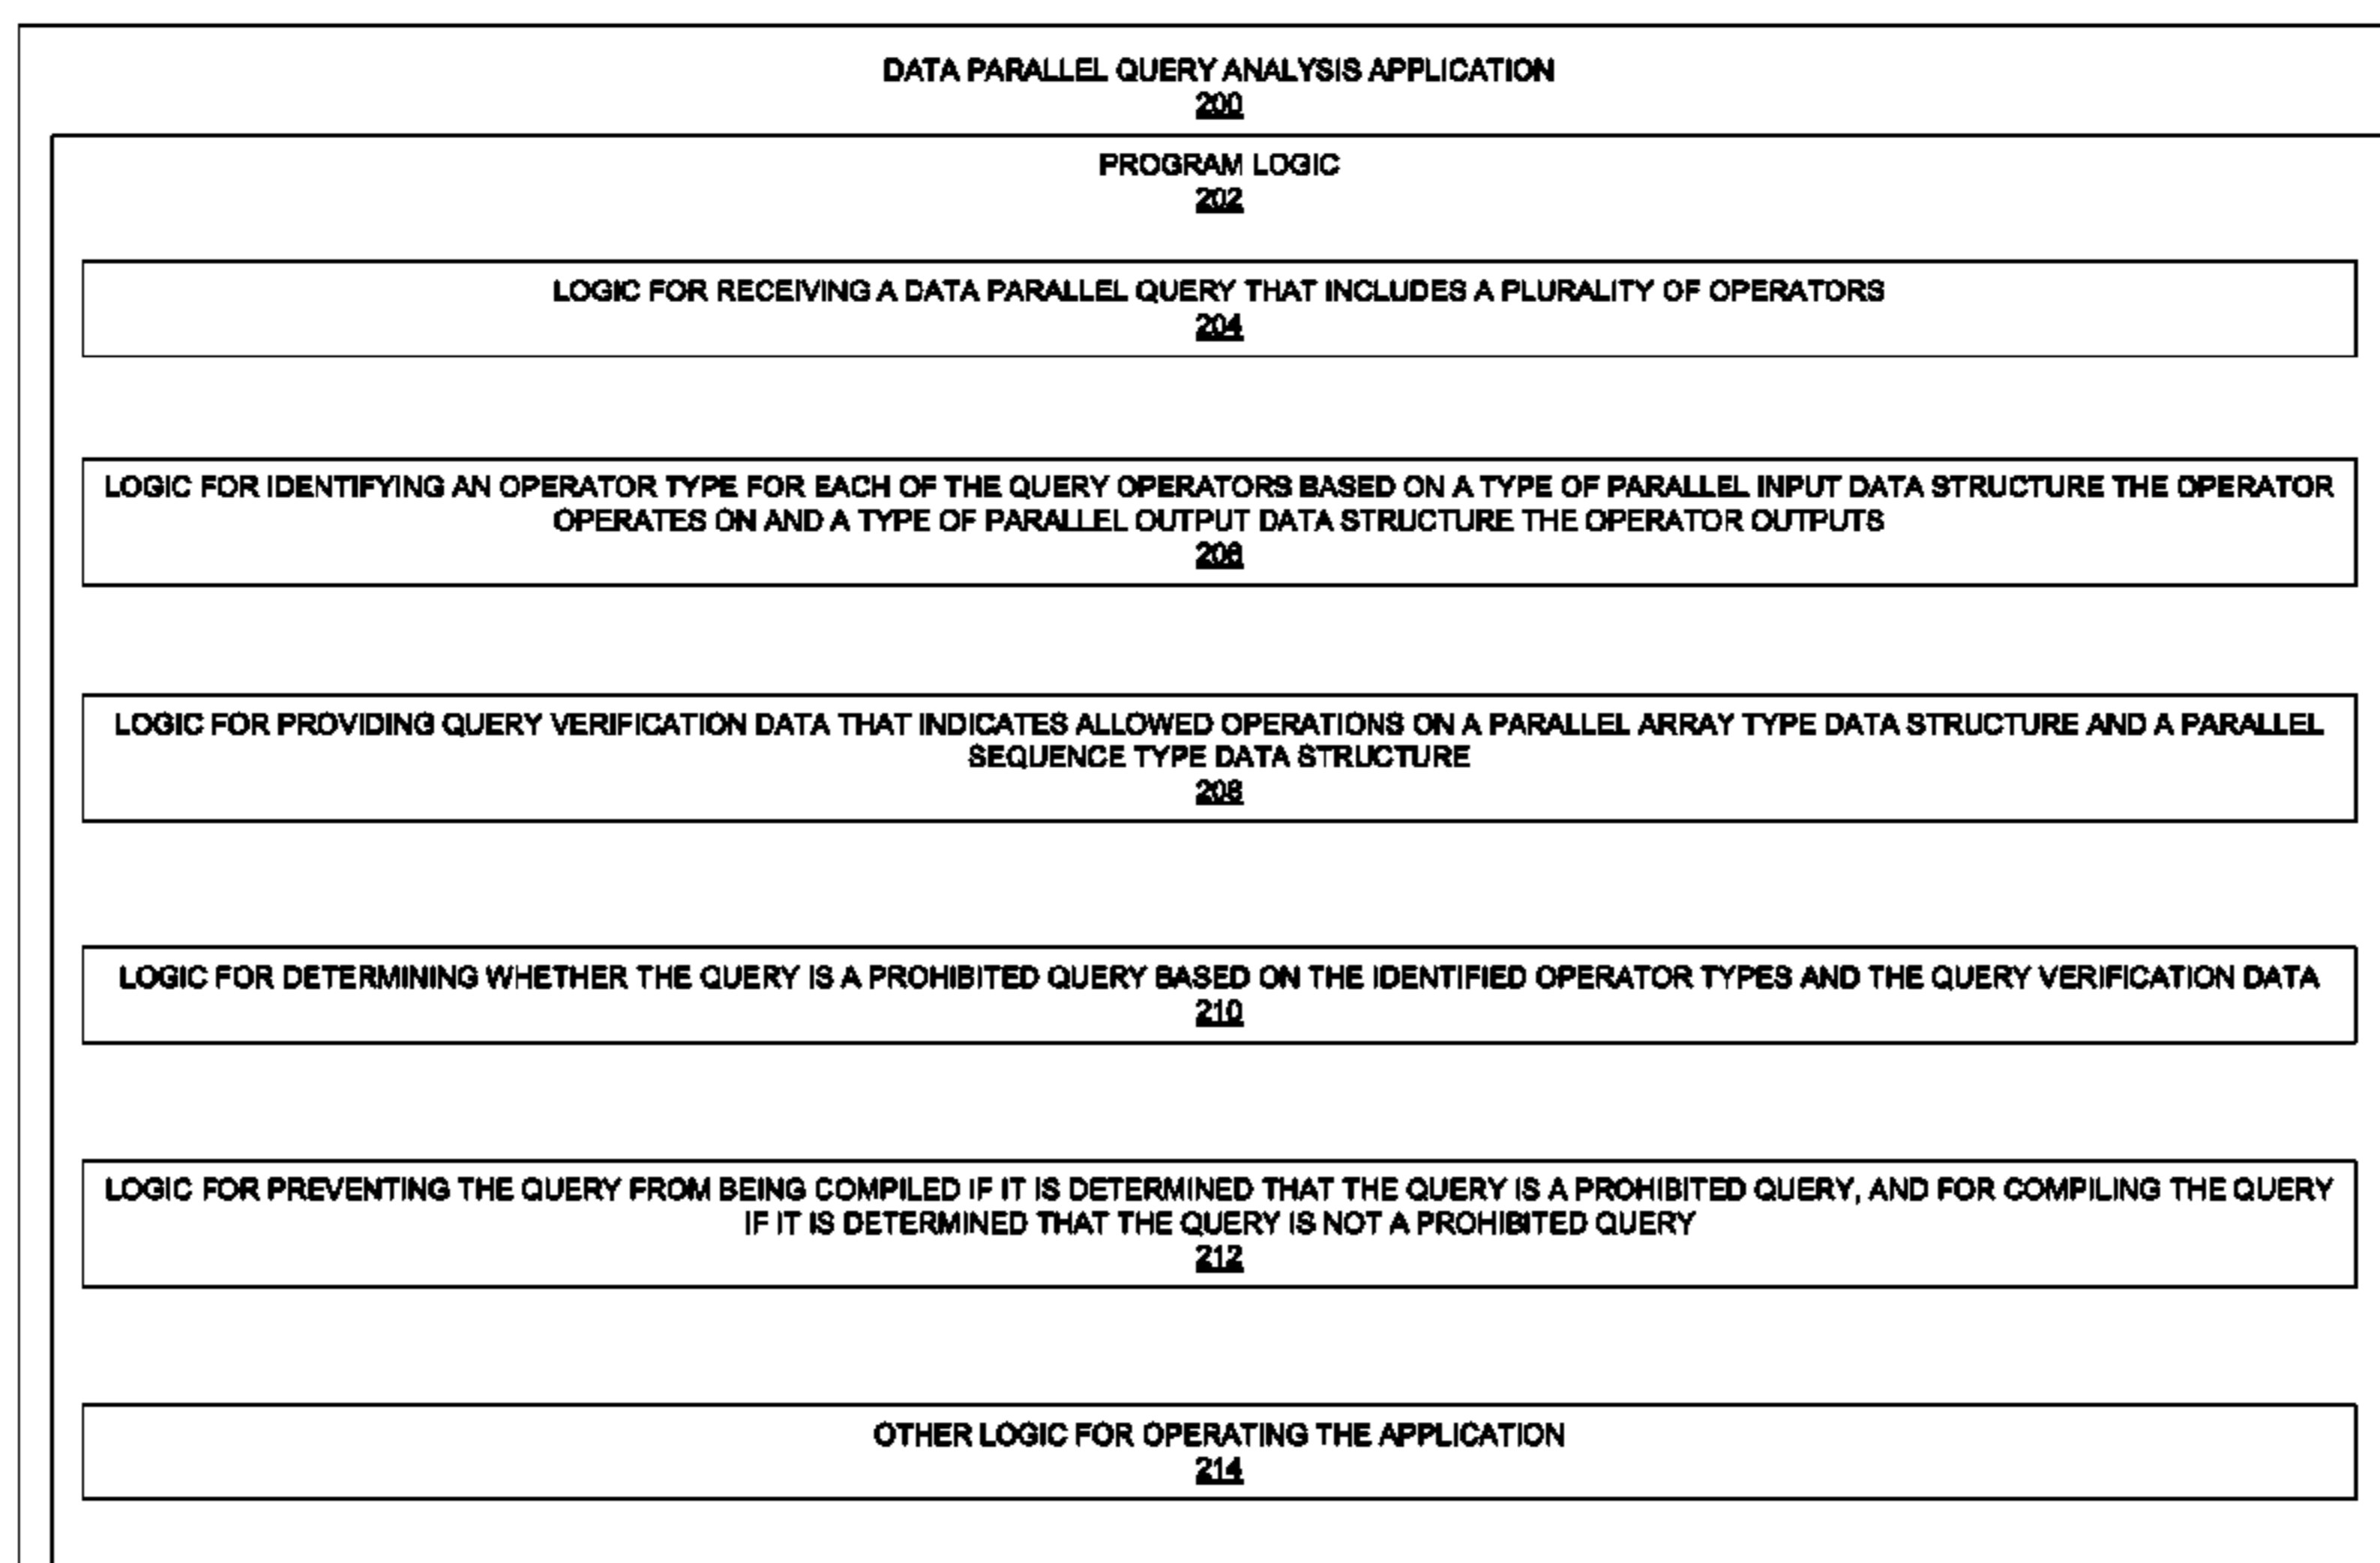 DATA PARALLEL QUERY ANALYSIS APPLICATION
200
PROGRAM LOGIC
202
LOGIC FOR RECEIVING A DATA PARALLEL QUERY THAT INCLUDES A PLURALITY OF OPERATORS
204
LOGIC FOR IDENTIFYING AN OPERATOR TYPE FOR EACH OF THE QUERY OPERATORS BASED ON A TYPE OF PARALLEL INPUT DATA STRUCTURE THE OPERATOR
OPERATES ON AND A TYPE OF PARALLEL OUTPUT DATA STRUCTURE THE OPERATOR OUTPUTS
206
LOGIC FOR PROVIDING QUERY VERIFICATION DATA THAT INDICATES ALLOWED OPERATIONS ON A PARALLEL ARRAY TYPE DATA STRUCTURE AND A PARALLEL
SEQUENCE TYPE DATA STRUCTURE
208
LOGIC FOR DETERMINING WHETHER THE QUERY IS A PROHIBITED QUERY BASED ON THE IDENTIFIED OPERATOR TYPES AND THE QUERY VERIFICATION DATA
210
LOGIC FOR PREVENTING THE QUERY FROM BEING COMPILED IF IT IS DETERMINED THAT THE QUERY IS A PROHIBITED QUERY, AND FOR COMPILING THE QUERY
IF IT IS DETERMINED THAT THE QUERY IS NOT A PROHIBITED QUERY
212
OTHER LOGIC FOR OPERATING THE APPLICATION
214